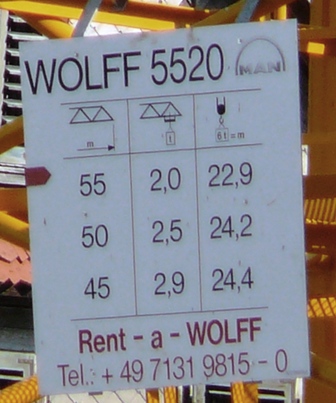 WOLFF 5520 MAN
m t 6 t = m
55 2,0 22,9
50 2,5 24,2
45 2,9 24,4
Rent - a - WOLFF
Tel.: + 49 7131 9815 - 0